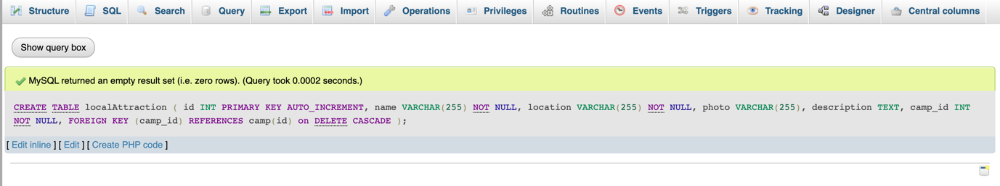 Structure SQL Search Query Export Import Operations Privileges Routines Events Triggers Tracking Designer Central columns
Show query box
MySQL returned an empty result set (i.e. zero rows). (Query took 0.0002 seconds.)
CREATE TABLE localAttraction ( id INT PRIMARY KEY AUTO_INCREMENT, name VARCHAR(255) NOT NULL, location VARCHAR(255) NOT NULL, photo VARCHAR(255), description TEXT, camp_id INT
NOT NULL, FOREIGN KEY (camp_id) REFERENCES camp(id) on DELETE CASCADE );
[ Edit inline ] [ Edit ] [ Create PHP code ]